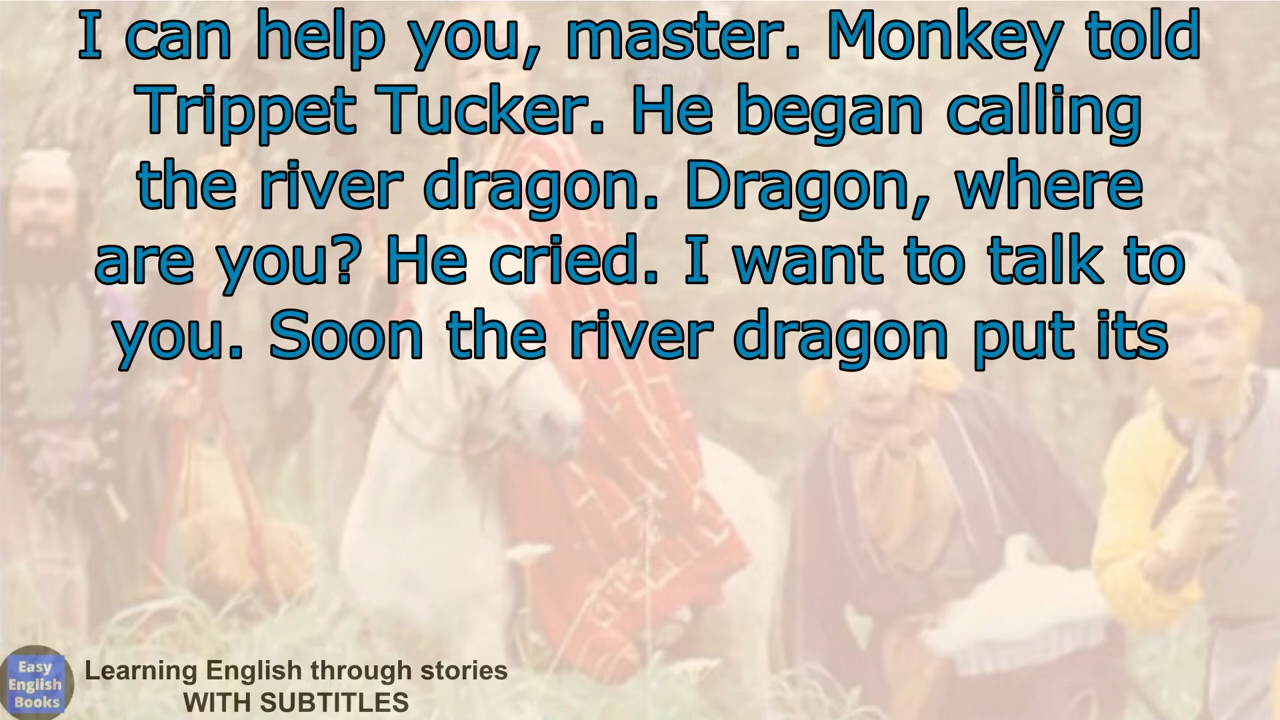 I can help you, master. Monkey told
Trippet Tucker. He began calling
the river dragon. Dragon, where
are you? He cried. I want to talk to
you. Soon the river dragon put its
Easy
English
Books
Learning English through stories
WITH SUBTITLES